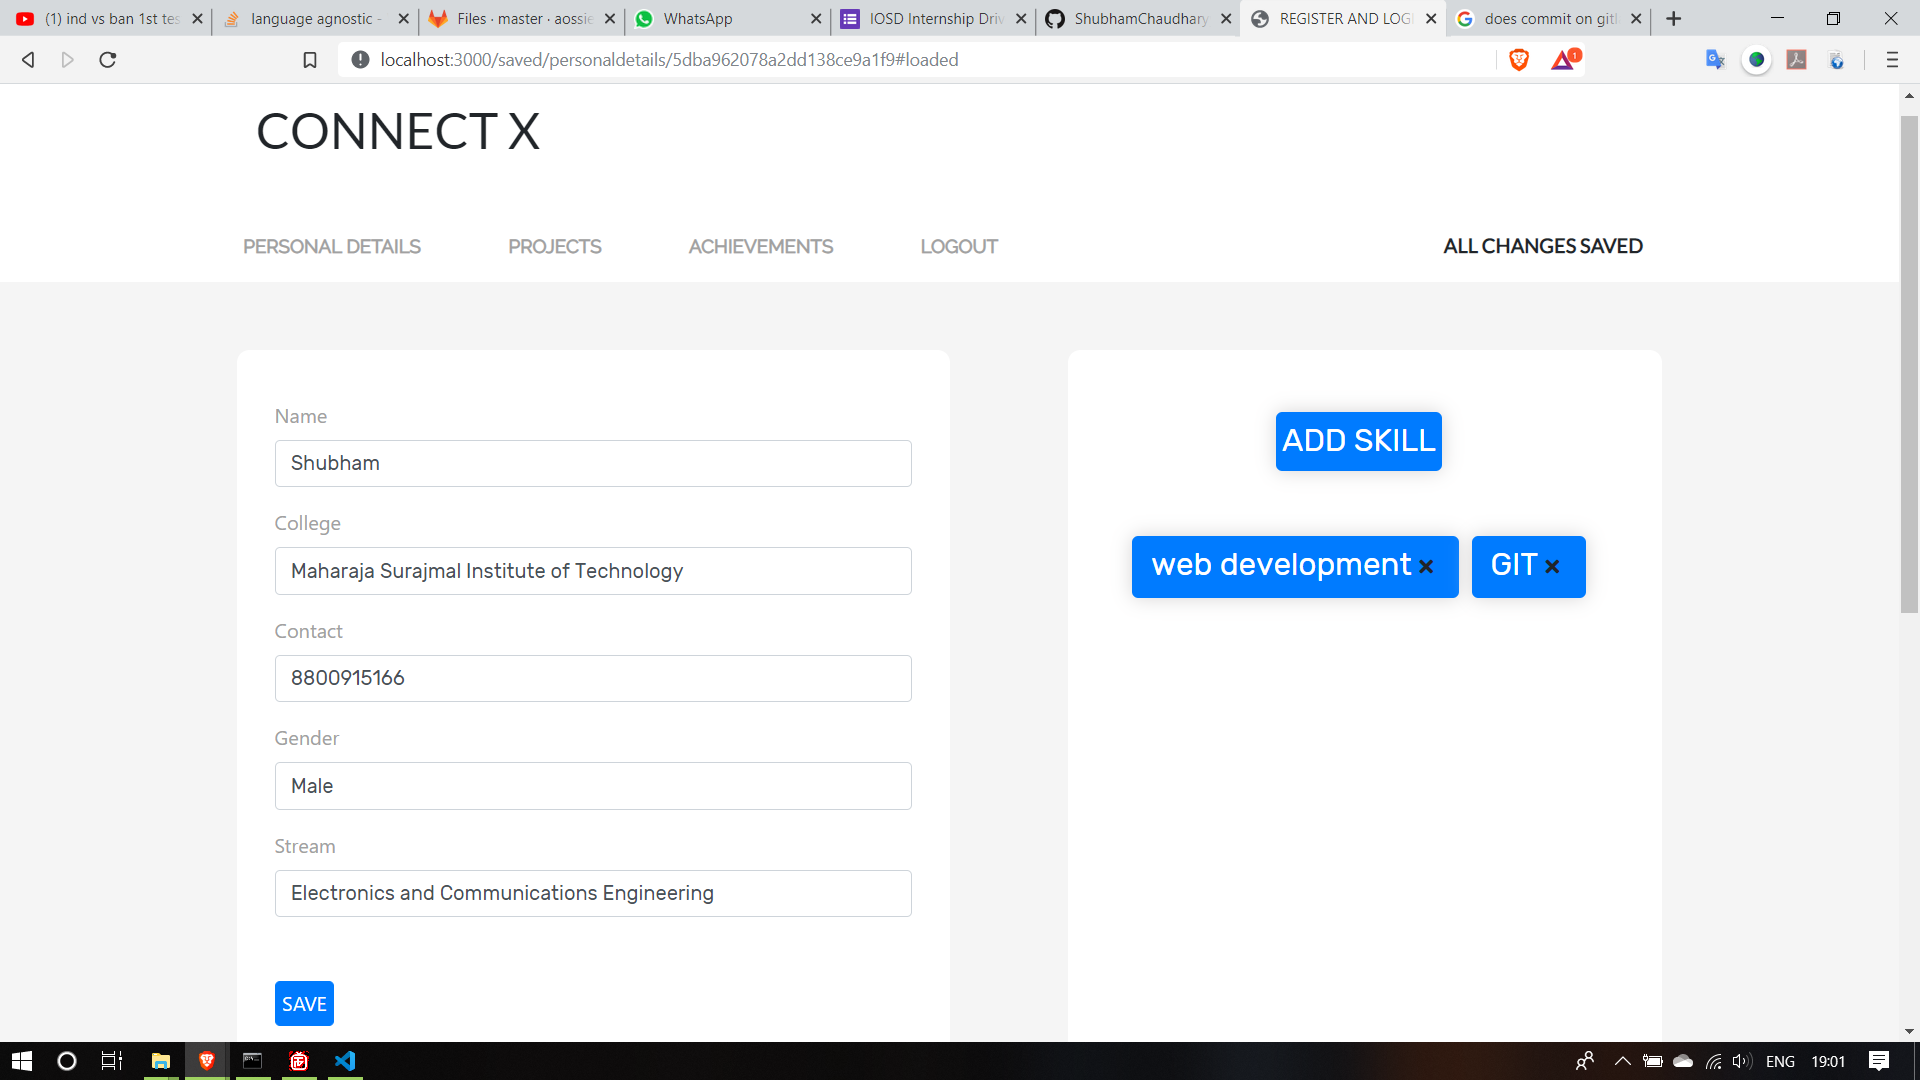 (1) ind vs ban 1st tes
language agnostic -
Files · master · aossie
WhatsApp
IOSD Internship Driv
ShubhamChaudhary
REGISTER AND LOGI
does commit on gitl
localhost:3000/saved/personaldetails/5dba962078a2dd138ce9a1f9#loaded
1
CONNECT X
PERSONAL DETAILS PROJECTS ACHIEVEMENTS LOGOUT ALL CHANGES SAVED
Name
Shubham
College
Maharaja Surajmal Institute of Technology
Contact
8800915166
Gender
Male
Stream
Electronics and Communications Engineering
SAVE
ADD SKILL
web development ×
GIT ×
ENG 19:01